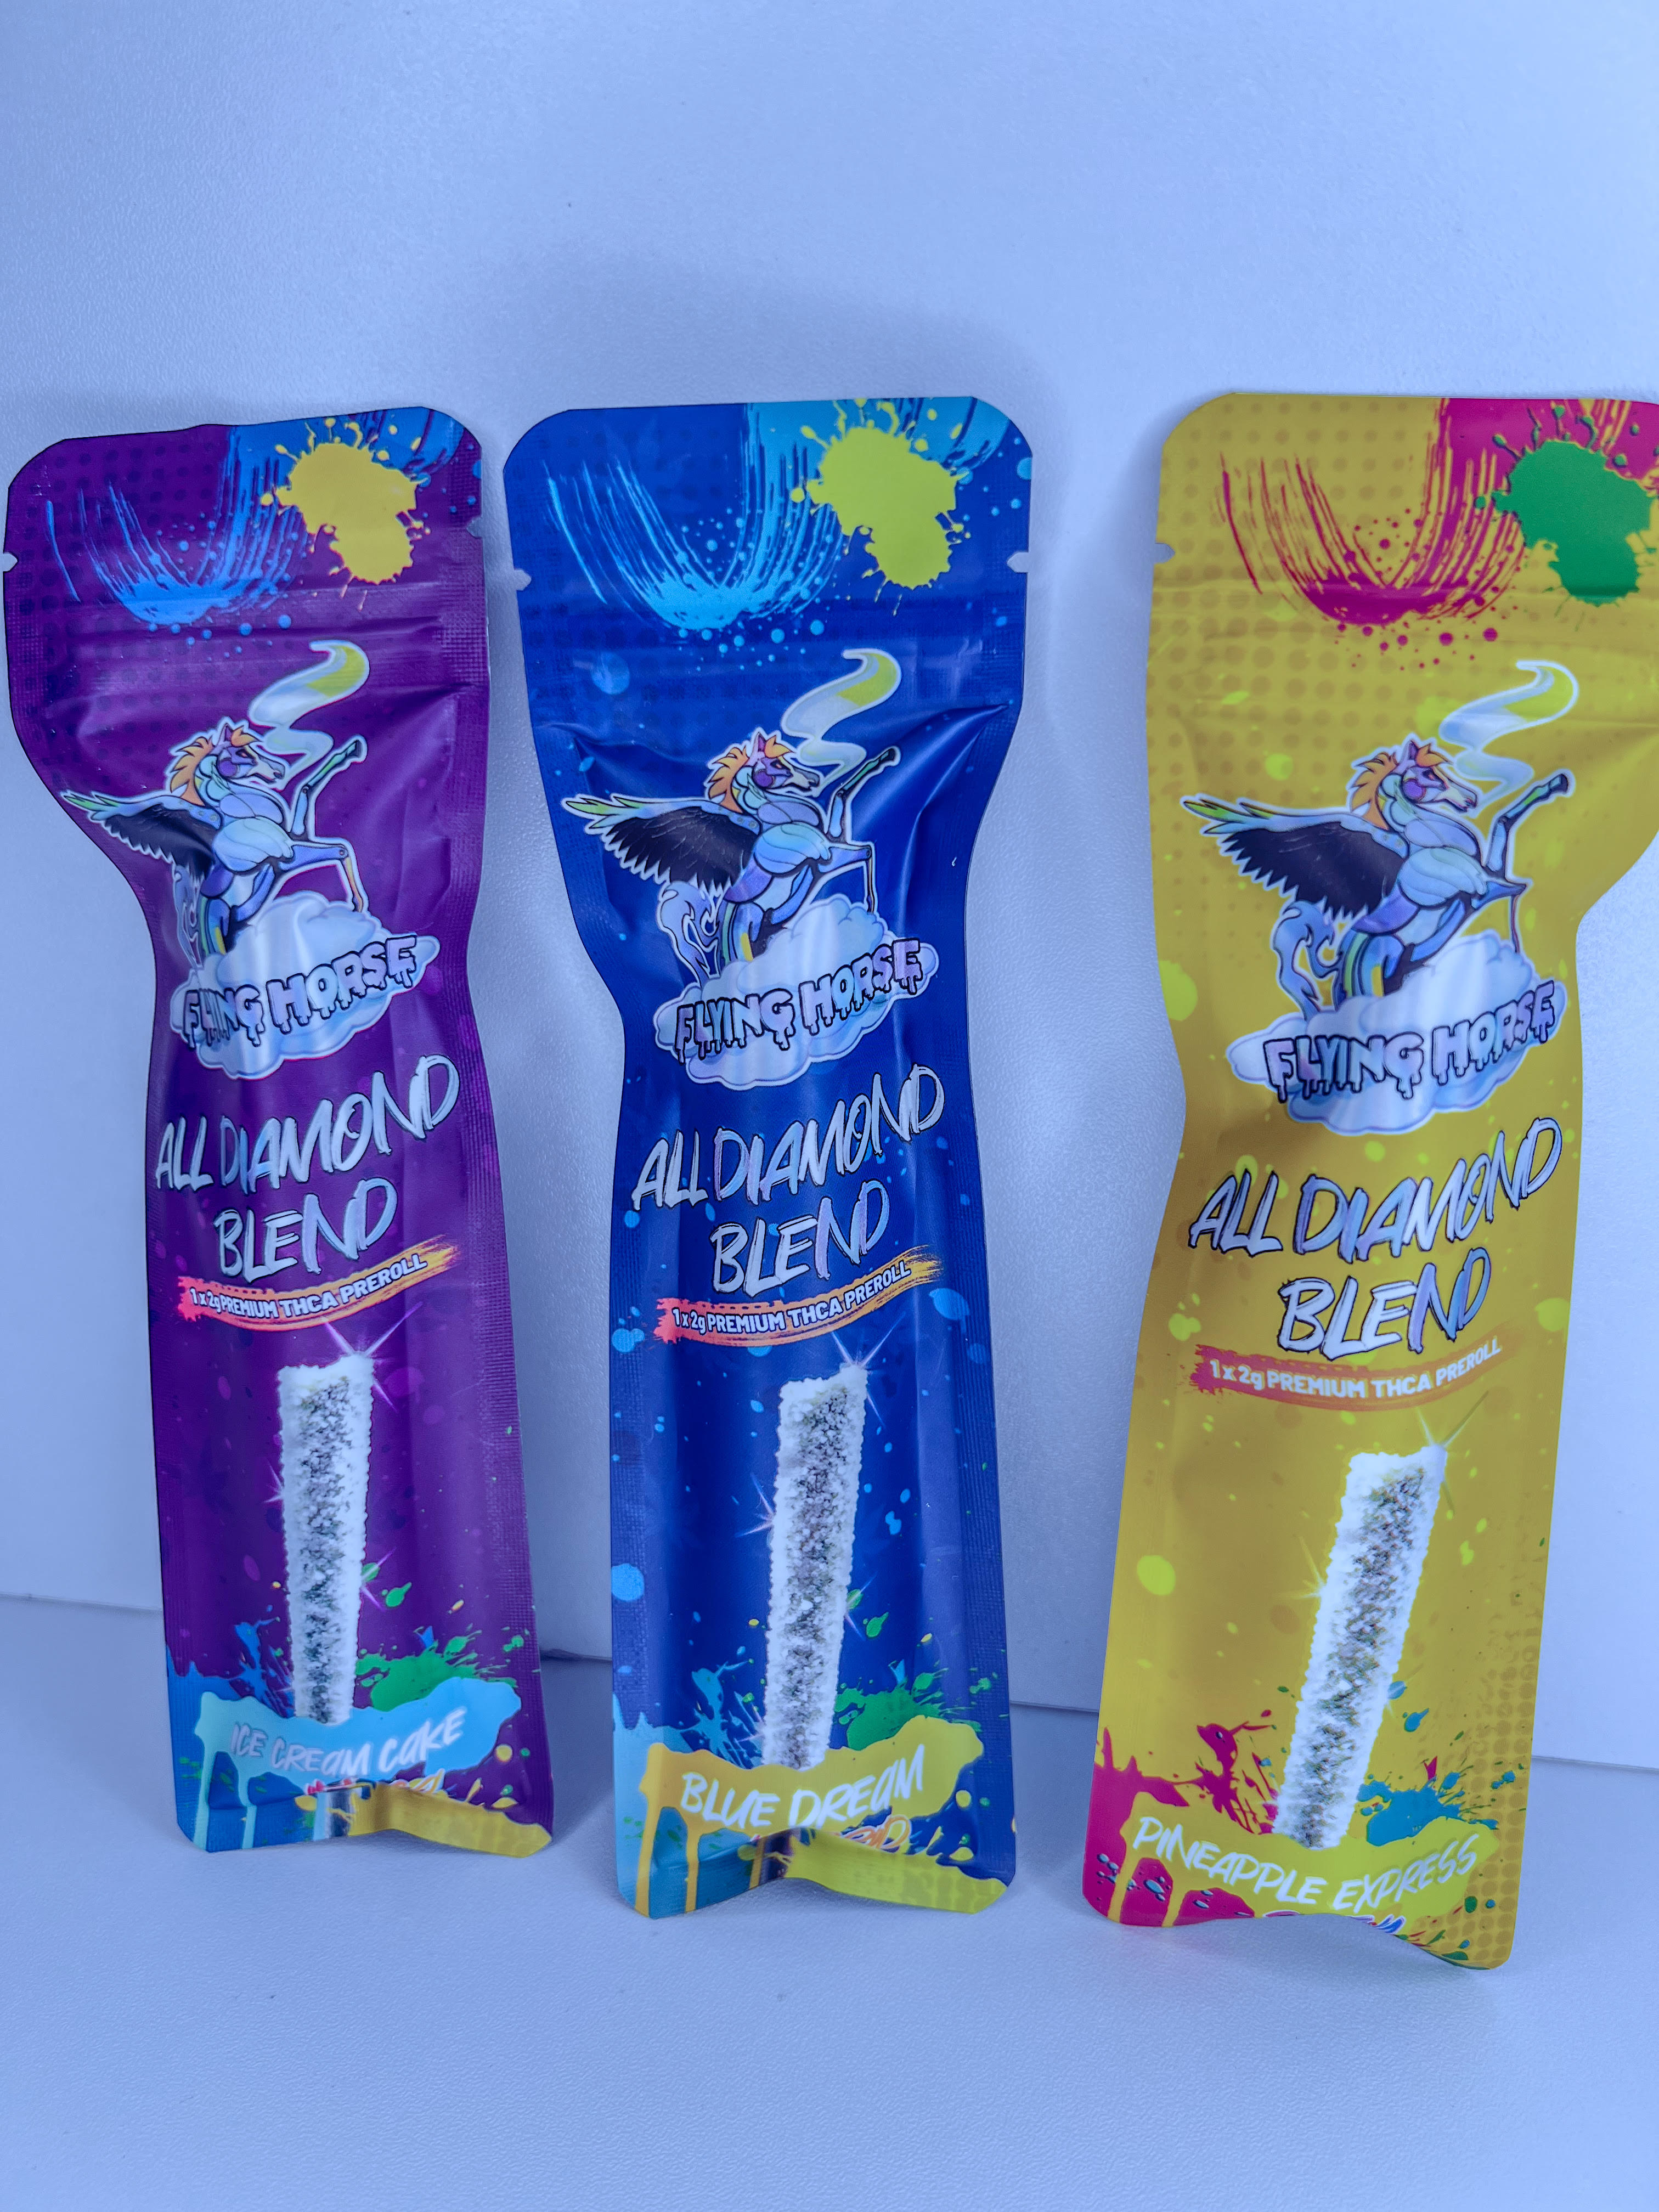 FLYING HORSE
ALL DIAMOND
BLEND
1 x 2g PREMIUM THCA PREROLL
ICE CREAM CAKE
FLYING HORSE
ALL DIAMOND
BLEND
1 x 2g PREMIUM THCA PREROLL
BLUE DREAM
FLYING HORSE
ALL DIAMOND
BLEND
1 x 2g PREMIUM THCA PREROLL
PINEAPPLE EXPRESS